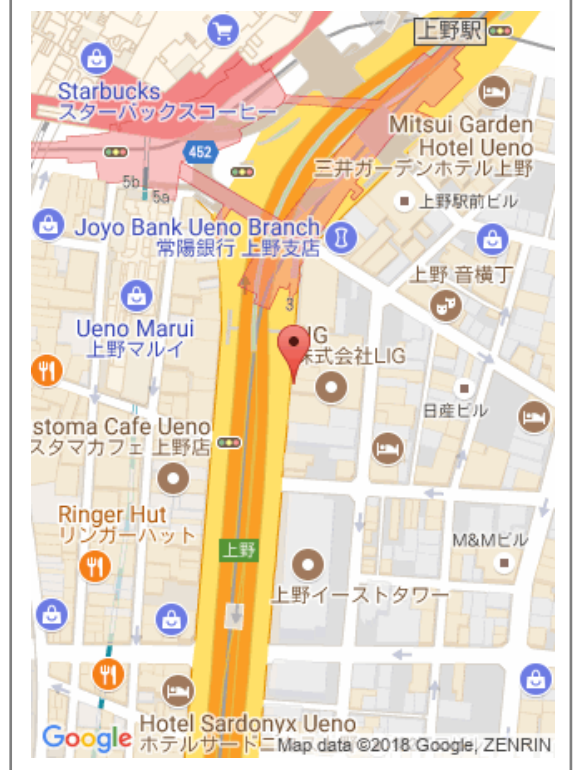 上野駅
Starbucks
スターバックスコーヒー
Mitsui Garden
Hotel Ueno
三井ガーデンホテル上野
452
5b
5a
上野駅前ビル
Joyo Bank Ueno Branch
常陽銀行 上野支店
上野 音横丁
3
Ueno Marui
上野マルイ
IG
株式会社LIG
日産ビル
stoma Cafe Ueno
スタマカフェ 上野店
Ringer Hut
リンガーハット
上野
M&Mビル
上野イーストタワー
Hotel Sardonyx Ueno
ホテルサードニ
Google
Map data ©2018 Google, ZENRIN